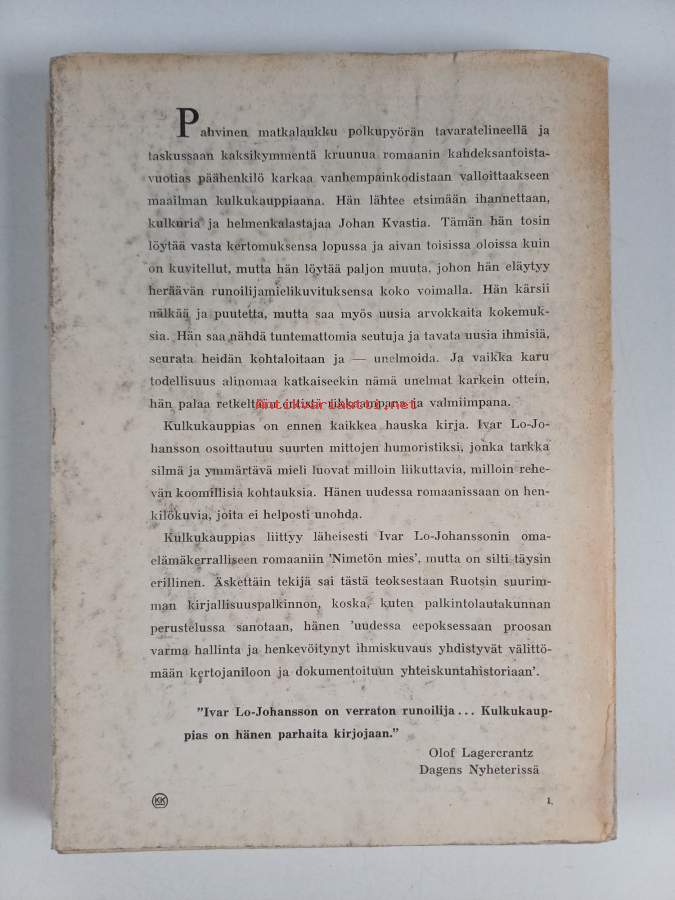 Pahvinen matkalaukku polkupyörän tavaratelineellä ja
taskussaan kaksikymmentä kruunua romaanin kahdeksantoista-
vuotias päähenkilö karkaa vanhempainkodistaan valloittaakseen
maailman kulkukauppiaana. Hän lähtee etsimään ihannettaan,
kulkuria ja helmenkalastajaa Johan Kvastia. Tämän hän tosin
löytää vasta kertomuksensa lopussa ja aivan toisissa oloissa kuin
on kuvitellut, mutta hän löytää paljon muuta, johon hän eläytyy
heräävän runoilijamielikuvituksensa koko voimalla. Hän kärsii
nälkää ja puutetta, mutta saa myös uusia arvokkaita kokemuk-
sia. Hän saa nähdä tuntemattomia seutuja ja tavata uusia ihmisiä,
seurata heidän kohtaloitaan ja — unelmoida. Ja vaikka karu
todellisuus alinomaa katkaiseekin nämä unelmat karkein ottein,
hän palaa retkeltään rikkaampana ja valmiimpana.
Antikvariaatti.net
Kulkukauppias on ennen kaikkea hauska kirja. Ivar Lo-Jo-
hansson osoittautuu suurten mittojen humoristiksi, jonka tarkka
silmä ja ymmärtävä mieli luovat milloin liikuttavia, milloin rehe-
vän koomillisia kohtauksia. Hänen uudessa romaanissaan on hen-
kilökuvia, joita ei helposti unohda.
Kulkukauppias liittyy läheisesti Ivar Lo-Johanssonin oma-
elämäkerralliseen romaaniin 'Nimetön mies', mutta on silti täysin
erillinen. Äskettäin tekijä sai tästä teoksestaan Ruotsin suurim-
man kirjallisuuspalkinnon, koska, kuten palkintolautakunnan
perustelussa sanotaan, hänen 'uudessa eepoksessaan proosan
varma hallinta ja henkevöitynyt ihmiskuvaus yhdistyvät välittö-
mään kertojaniloon ja dokumentoituun yhteiskuntahistoriaan'.
"Ivar Lo-Johansson on verraton runoilija... Kulkukaup-
pias on hänen parhaita kirjojaan."
Olof Lagercrantz
Dagens Nyheterissä
KK
1.